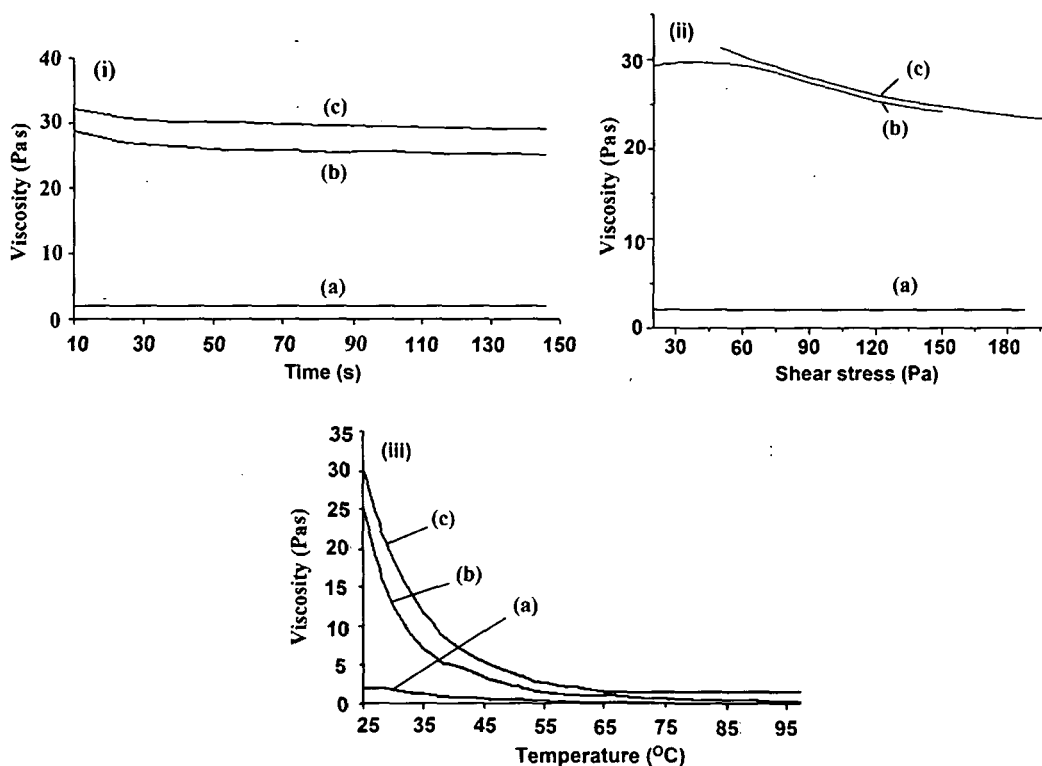 (i)
40
30
20
10
0
Viscosity (Pas)
(c)
(b)
(a)
10 30 50 70 90 110 130 150
Time (s)
(ii)
30
20
10
0
Viscosity (Pas)
(c)
(b)
(a)
30 60 90 120 150 180
Shear stress (Pa)
(iii)
35
30
25
20
15
10
5
0
Viscosity (Pas)
(c)
(b)
(a)
25 35 45 55 65 75 85 95
Temperature (°C)